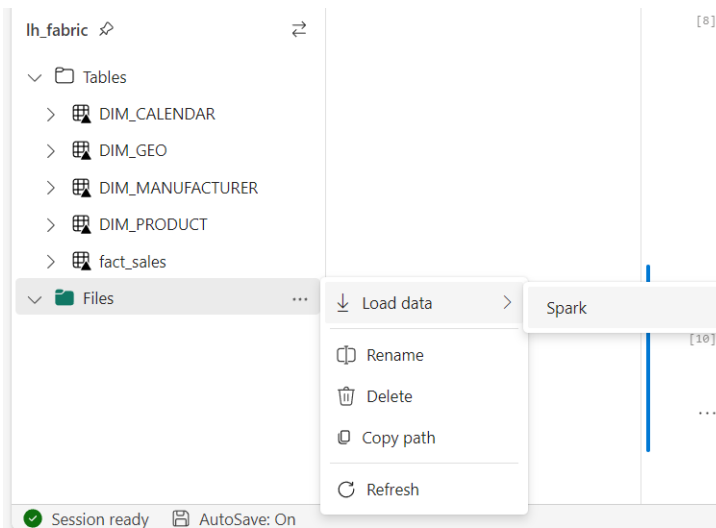 lh_fabric
Tables
DIM_CALENDAR
DIM_GEO
DIM_MANUFACTURER
DIM_PRODUCT
fact_sales
Files
...
Load data
Spark
Rename
Delete
Copy path
Refresh
[8]
[10]
...
Session ready
AutoSave: On